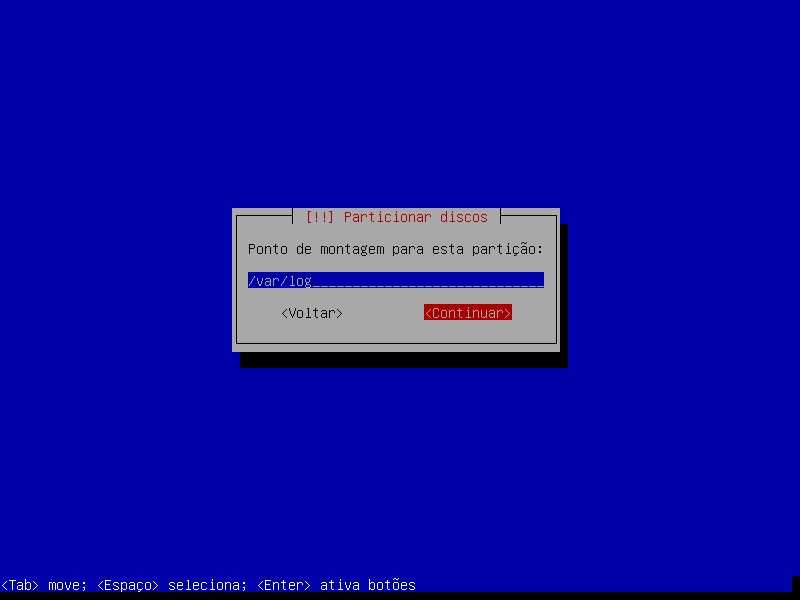 [!!] Particionar discos
Ponto de montagem para esta partição:
/var/log
<Voltar> <Continuar>
<Tab> move; <Espaço> seleciona; <Enter> ativa botões